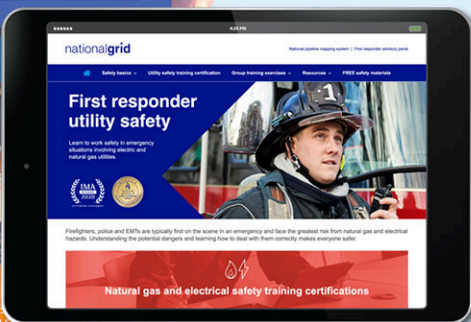 4:08 PM
nationalgrid
National pipeline mapping system | First responder advisory panel
Safety basics Utility safety training certification Group training exercises Resources FREE safety materials
First responder
utility safety
Learn to work safely in emergency
situations involving electric and
natural gas utilities.
1
IMA
2020
Firefighters, police and EMTs are typically first on the scene in an emergency and face the greatest risk from natural gas and electrical
hazards. Understanding the potential dangers and learning how to deal with them correctly makes everyone safer.
Natural gas and electrical safety training certifications